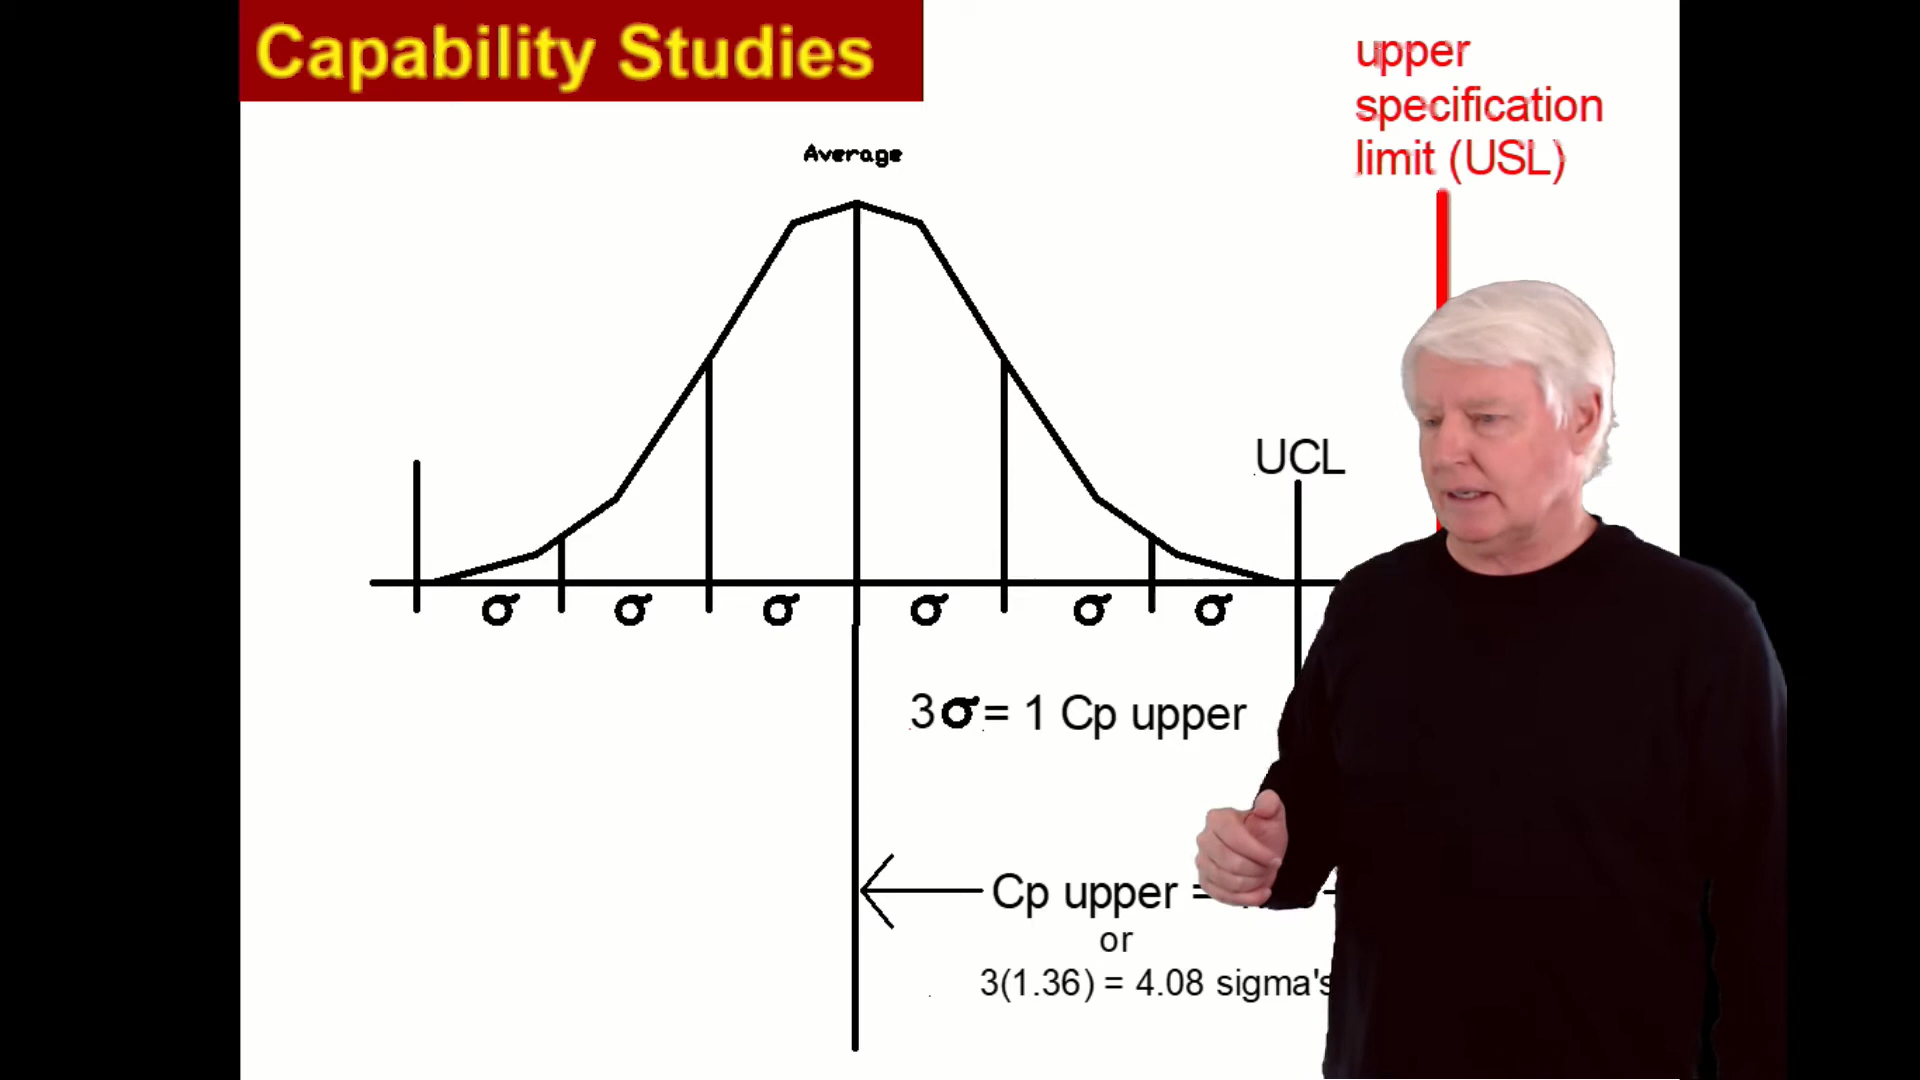 Capability Studies
upper
specification
limit (USL)
Average
UCL
σ σ σ σ σ σ
3σ = 1 Cp upper
Cp upper =
or
3(1.36) = 4.08 sigma's